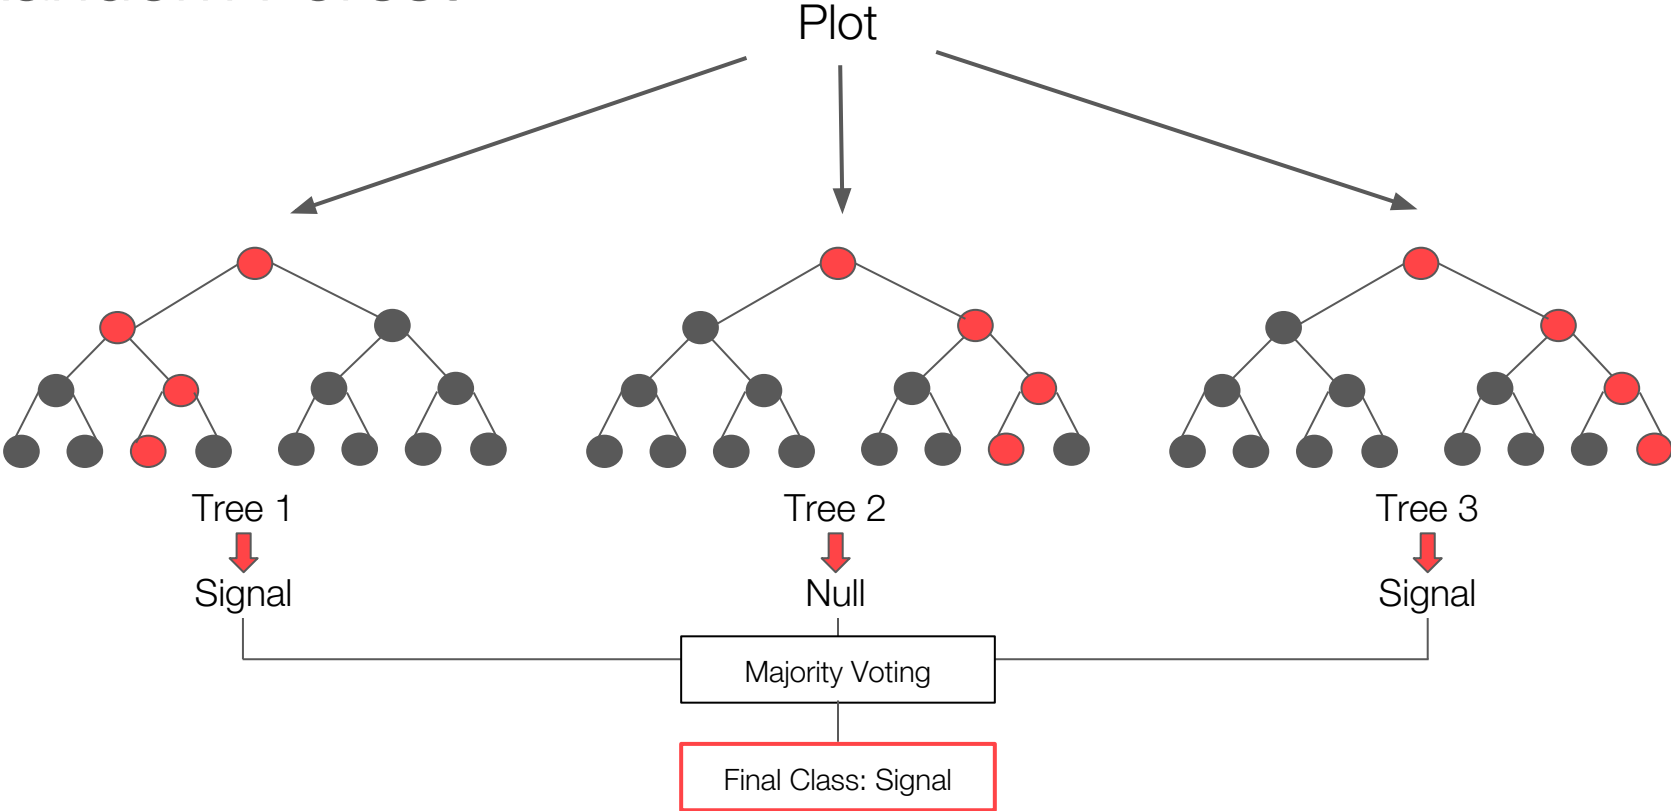 Plot
Tree 1
Tree 2
Tree 3
Signal
Null
Signal
Majority Voting
Final Class: Signal